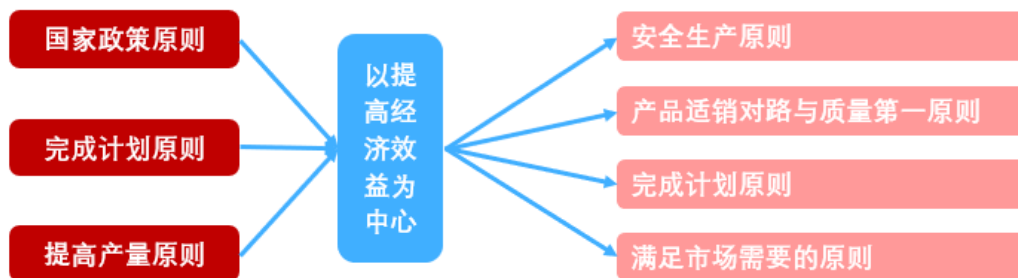 国家政策原则
完成计划原则
提高产量原则
以提
高经
济效
益为
中心
安全生产原则
产品适销对路与质量第一原则
完成计划原则
满足市场需要的原则